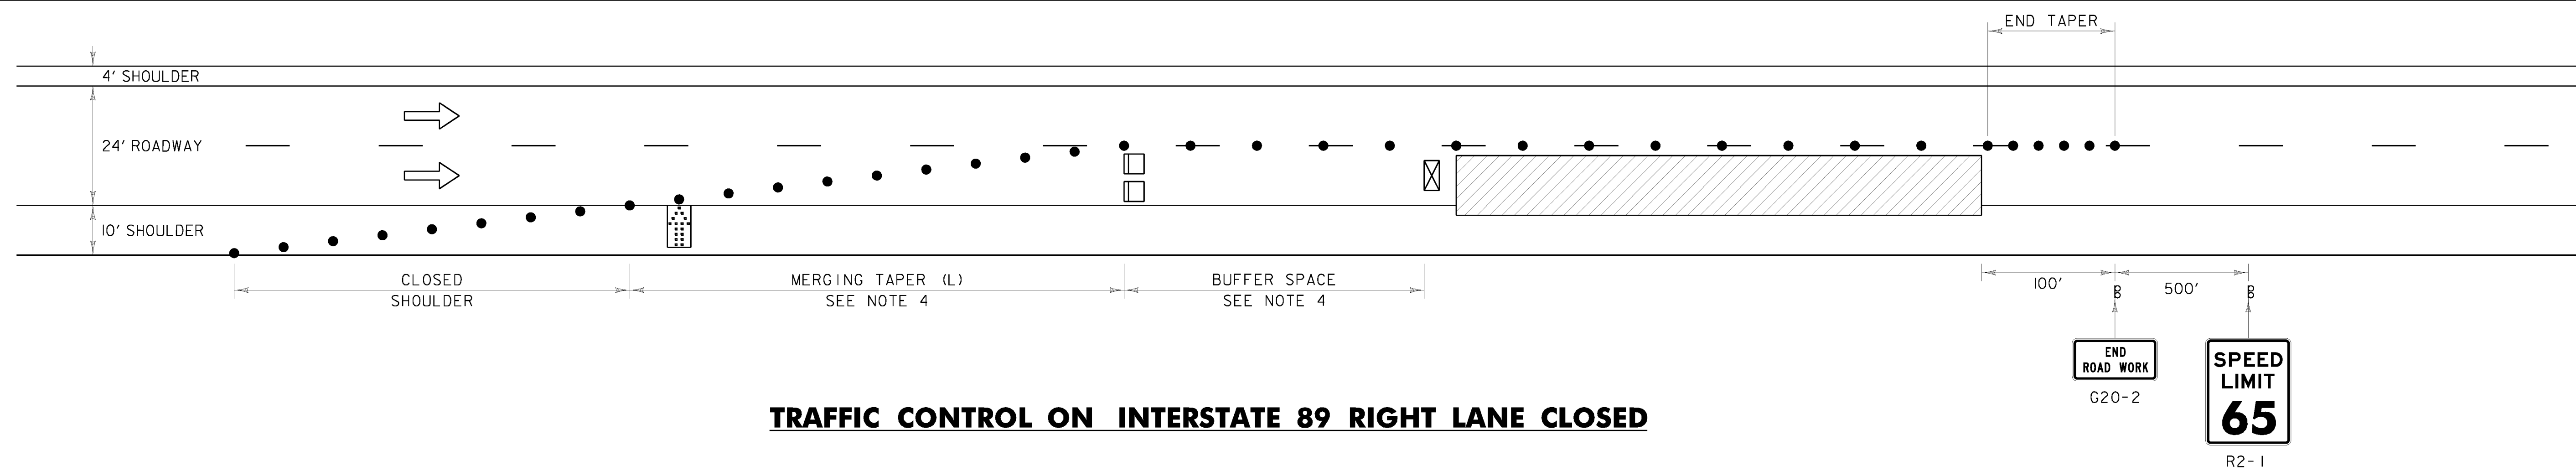 END TAPER
4' SHOULDER
24' ROADWAY
10' SHOULDER
CLOSED
SHOULDER
MERGING TAPER (L)
SEE NOTE 4
BUFFER SPACE
SEE NOTE 4
100'
500'
END
ROAD WORK
G20-2
SPEED
LIMIT
65
R2-1
TRAFFIC CONTROL ON INTERSTATE 89 RIGHT LANE CLOSED